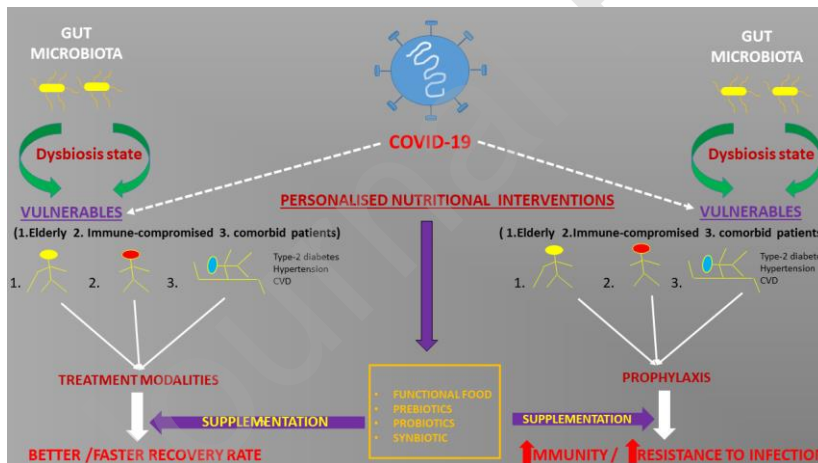 GUT
MICROBIOTA
Dysbiosis state
VULNERABLES
(1.Elderly 2. Immune-compromised 3. comorbid patients)
1.
2.
3.
Type-2 diabetes
Hypertension
CVD
TREATMENT MODALITIES
BETTER /FASTER RECOVERY RATE
COVID-19
PERSONALISED NUTRITIONAL INTERVENTIONS
• FUNCTIONAL FOOD
• PREBIOTICS
• PROBIOTICS
• SYNBIOTIC
SUPPLEMENTATION
SUPPLEMENTATION
GUT
MICROBIOTA
Dysbiosis state
VULNERABLES
( 1.Elderly 2.Immune-compromised 3. comorbid patients)
1.
2.
3.
Type-2 diabetes
Hypertension
CVD
PROPHYLAXIS
IMMUNITY / RESISTANCE TO INFECTION